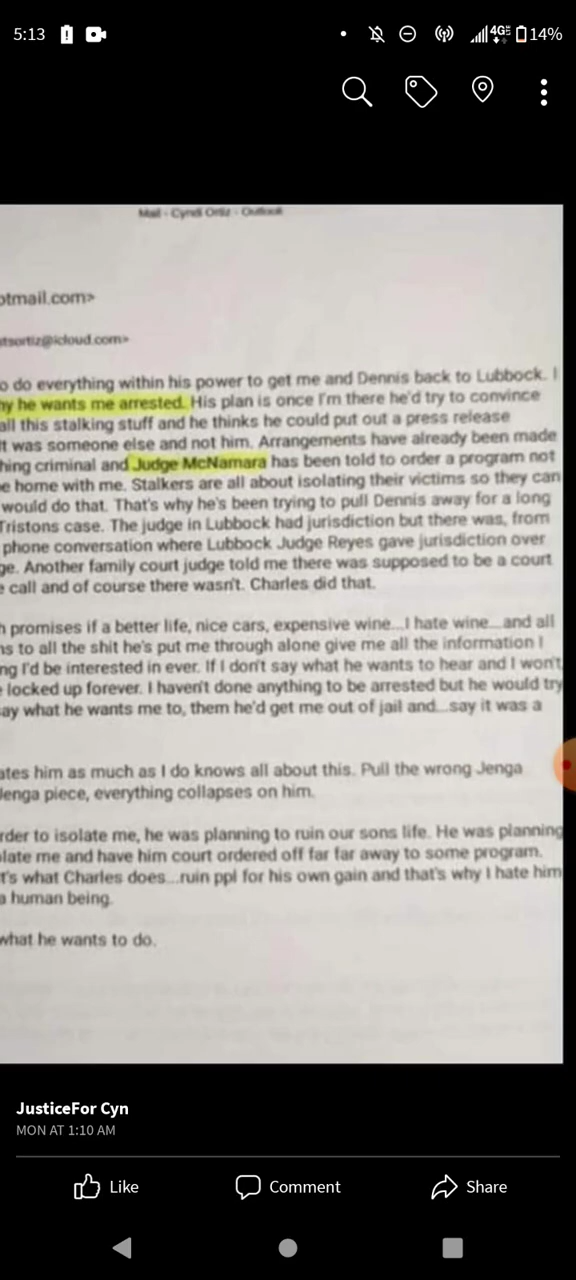 5:13
4GE 14%
Mail - Cyndi Ortiz - Outlook
otmail.com>
tsortiz@icloud.com>
o do everything within his power to get me and Dennis back to Lubbock. I
hy he wants me arrested. His plan is once I'm there he'd try to convince
all this stalking stuff and he thinks he could put out a press release
t was someone else and not him. Arrangements have already been made
hing criminal and Judge McNamara has been told to order a program not
e home with me. Stalkers are all about isolating their victims so they can
would do that. That's why he's been trying to pull Dennis away for a long
Tristons case. The judge in Lubbock had jurisdiction but there was, from
phone conversation where Lubbock Judge Reyes gave jurisdiction over
ge. Another family court judge told me there was supposed to be a court
e call and of course there wasn't. Charles did that.
h promises if a better life, nice cars, expensive wine...I hate wine...and all
ns to all the shit he's put me through alone give me all the information I
ng I'd be interested in ever. If I don't say what he wants to hear and I won't
e locked up forever. I haven't done anything to be arrested but he would try
ay what he wants me to, them he'd get me out of jail and...say it was a
ates him as much as I do knows all about this. Pull the wrong Jenga
Jenga piece, everything collapses on him.
rder to isolate me, he was planning to ruin our sons life. He was planning
late me and have him court ordered off far far away to some program.
t's what Charles does...ruin ppl for his own gain and that's why I hate him
a human being.
what he wants to do.
JusticeFor Cyn
MON AT 1:10 AM
Like Comment Share